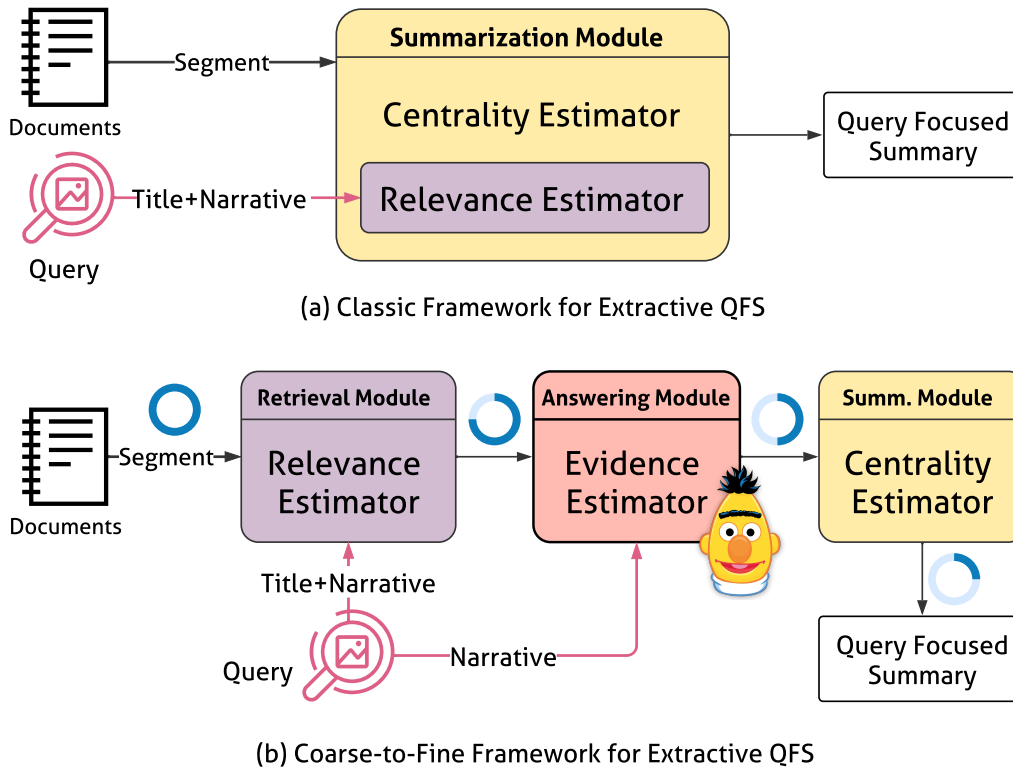 Summarization Module
Segment
Centrality Estimator
Documents
Query Focused
Summary
Title+Narrative
Relevance Estimator
Query
(a) Classic Framework for Extractive QFS
Retrieval Module
Answering Module
Summ. Module
Segment
Relevance
Estimator
Evidence
Estimator
Centrality
Estimator
Documents
Title+Narrative
Query
Narrative
Query Focused
Summary
(b) Coarse-to-Fine Framework for Extractive QFS